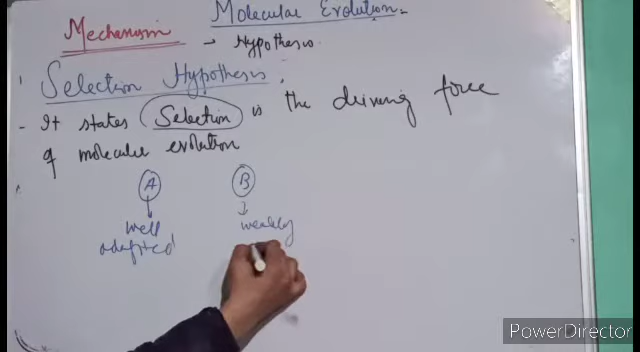 Molecular Evolution.
Mechanism → Hypothesis.
1 Selection Hypothesis:
- It states Selection is the driving force
of molecular evolution
A B
well weakly
adapted
PowerDirector